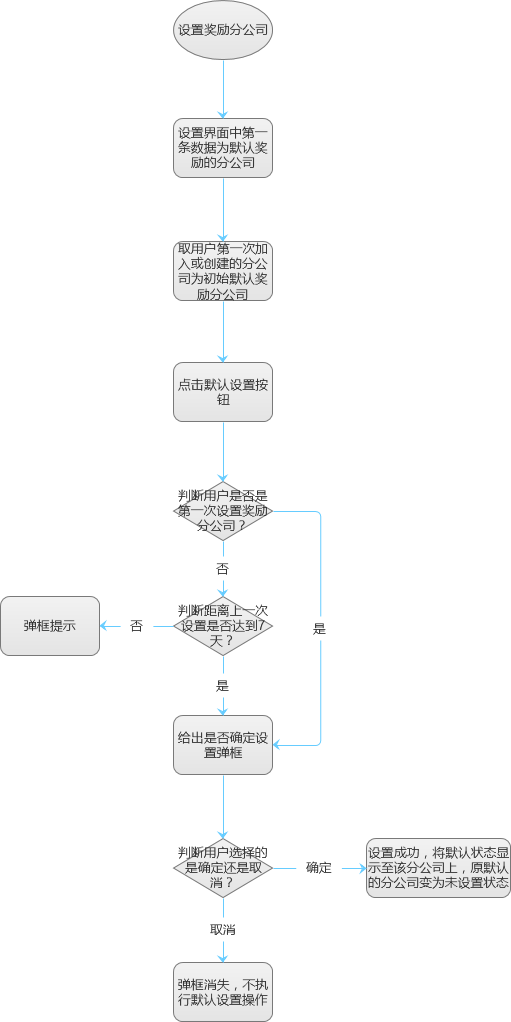 设置奖励分公司
设置界面中第一
条数据为默认奖
励的分公司
取用户第一次加
入或创建的分公
司为初始默认奖
励分公司
点击默认设置按
钮
判断用户是否是
第一次设置奖励
分公司？
否
是
判断距离上一次
设置是否达到7
天？
否
弹框提示
是
给出是否确定设
置弹框
判断用户选择的
是确定还是取
消？
确定
设置成功，将默认状态显
示至该分公司上，原默认
的分公司变为未设置状态
取消
弹框消失，不执
行默认设置操作